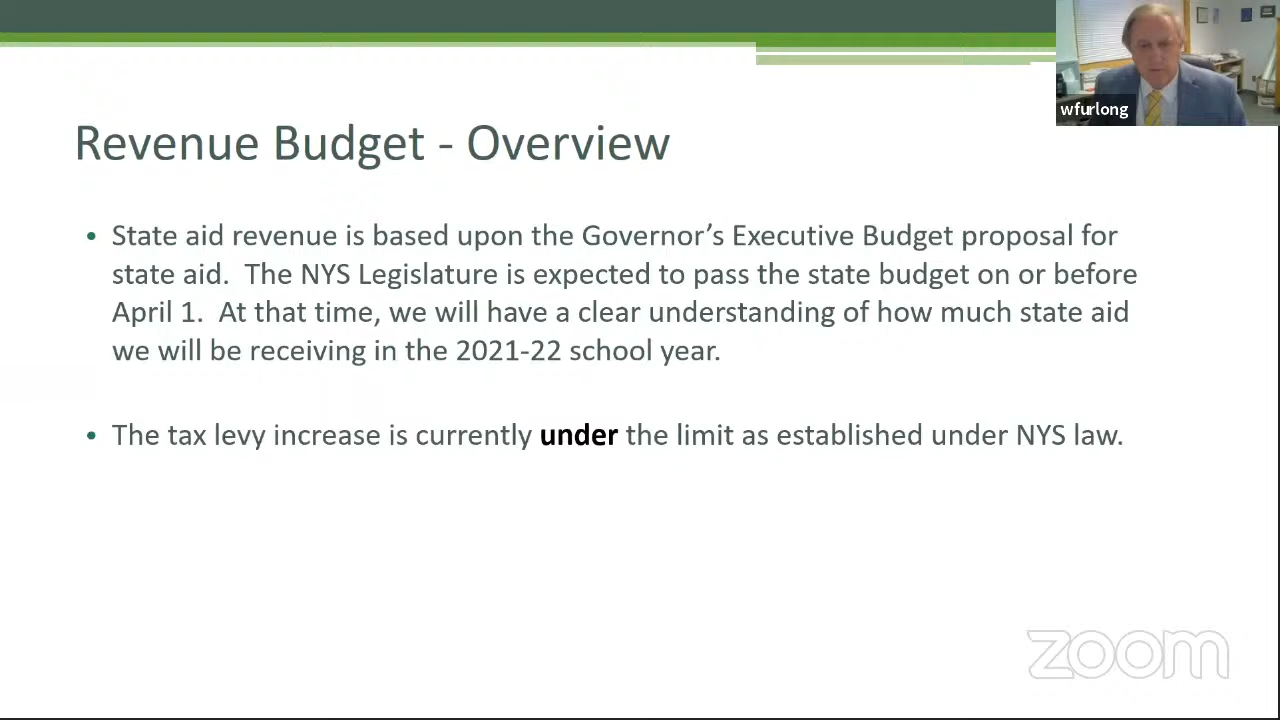 wfurlong
Revenue Budget - Overview
• State aid revenue is based upon the Governor’s Executive Budget proposal for
state aid.  The NYS Legislature is expected to pass the state budget on or before
April 1.  At that time, we will have a clear understanding of how much state aid
we will be receiving in the 2021-22 school year.
• The tax levy increase is currently under the limit as established under NYS law.
zoom